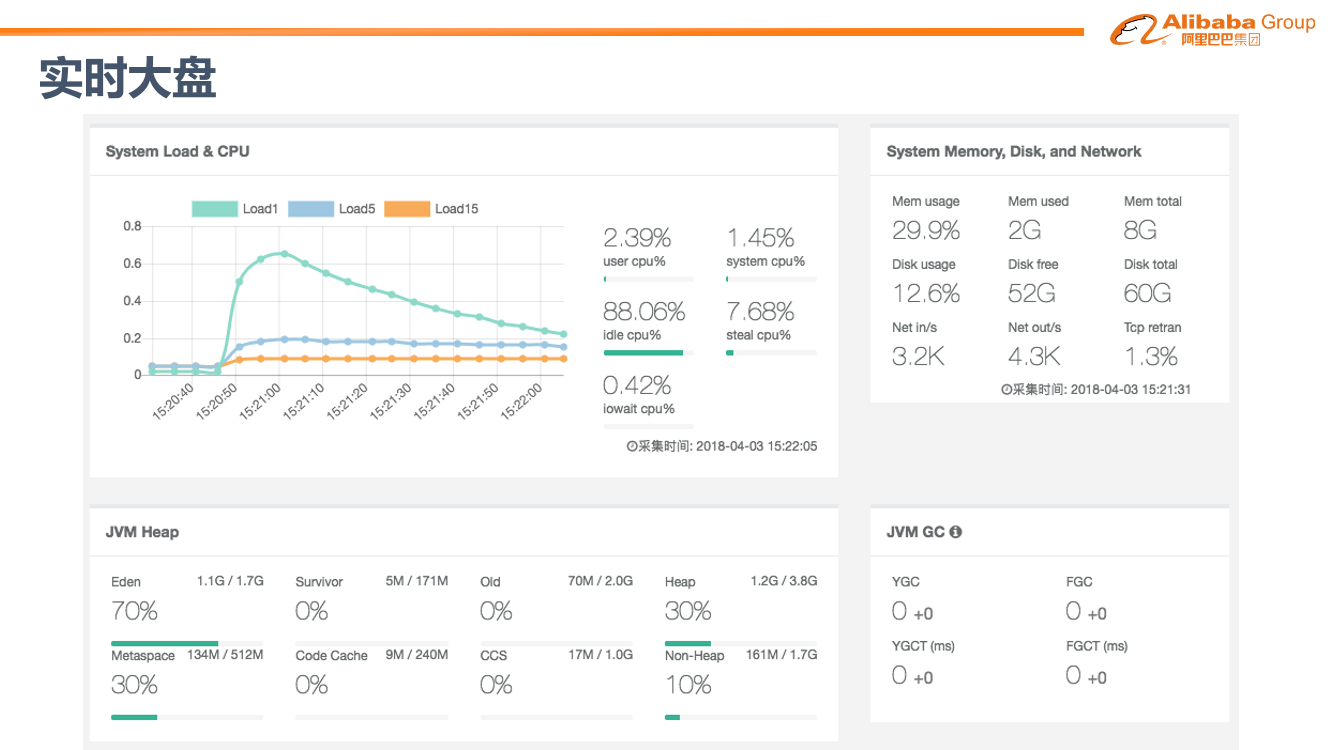 Alibaba Group
阿里巴巴集团
实时大盘
System Load & CPU
Load1 Load5 Load15
0.8
0.6
0.4
0.2
0
15:20:40 15:20:50 15:21:00 15:21:10 15:21:20 15:21:30 15:21:40 15:21:50 15:22:00
2.39% 1.45%
user cpu% system cpu%
88.06% 7.68%
idle cpu% steal cpu%
0.42%
iowait cpu%
采集时间: 2018-04-03 15:22:05
System Memory, Disk, and Network
Mem usage Mem used Mem total
29.9% 2G 8G
Disk usage Disk free Disk total
12.6% 52G 60G
Net in/s Net out/s Tcp retran
3.2K 4.3K 1.3%
采集时间: 2018-04-03 15:21:31
JVM Heap
Eden 1.1G / 1.7G Survivor 5M / 171M Old 70M / 2.0G Heap 1.2G / 3.8G
70% 0% 0% 30%
Metaspace 134M / 512M Code Cache 9M / 240M CCS 17M / 1.0G Non-Heap 161M / 1.7G
30% 0% 0% 10%
JVM GC
YGC FGC
0 +0 0 +0
YGCT (ms) FGCT (ms)
0 +0 0 +0